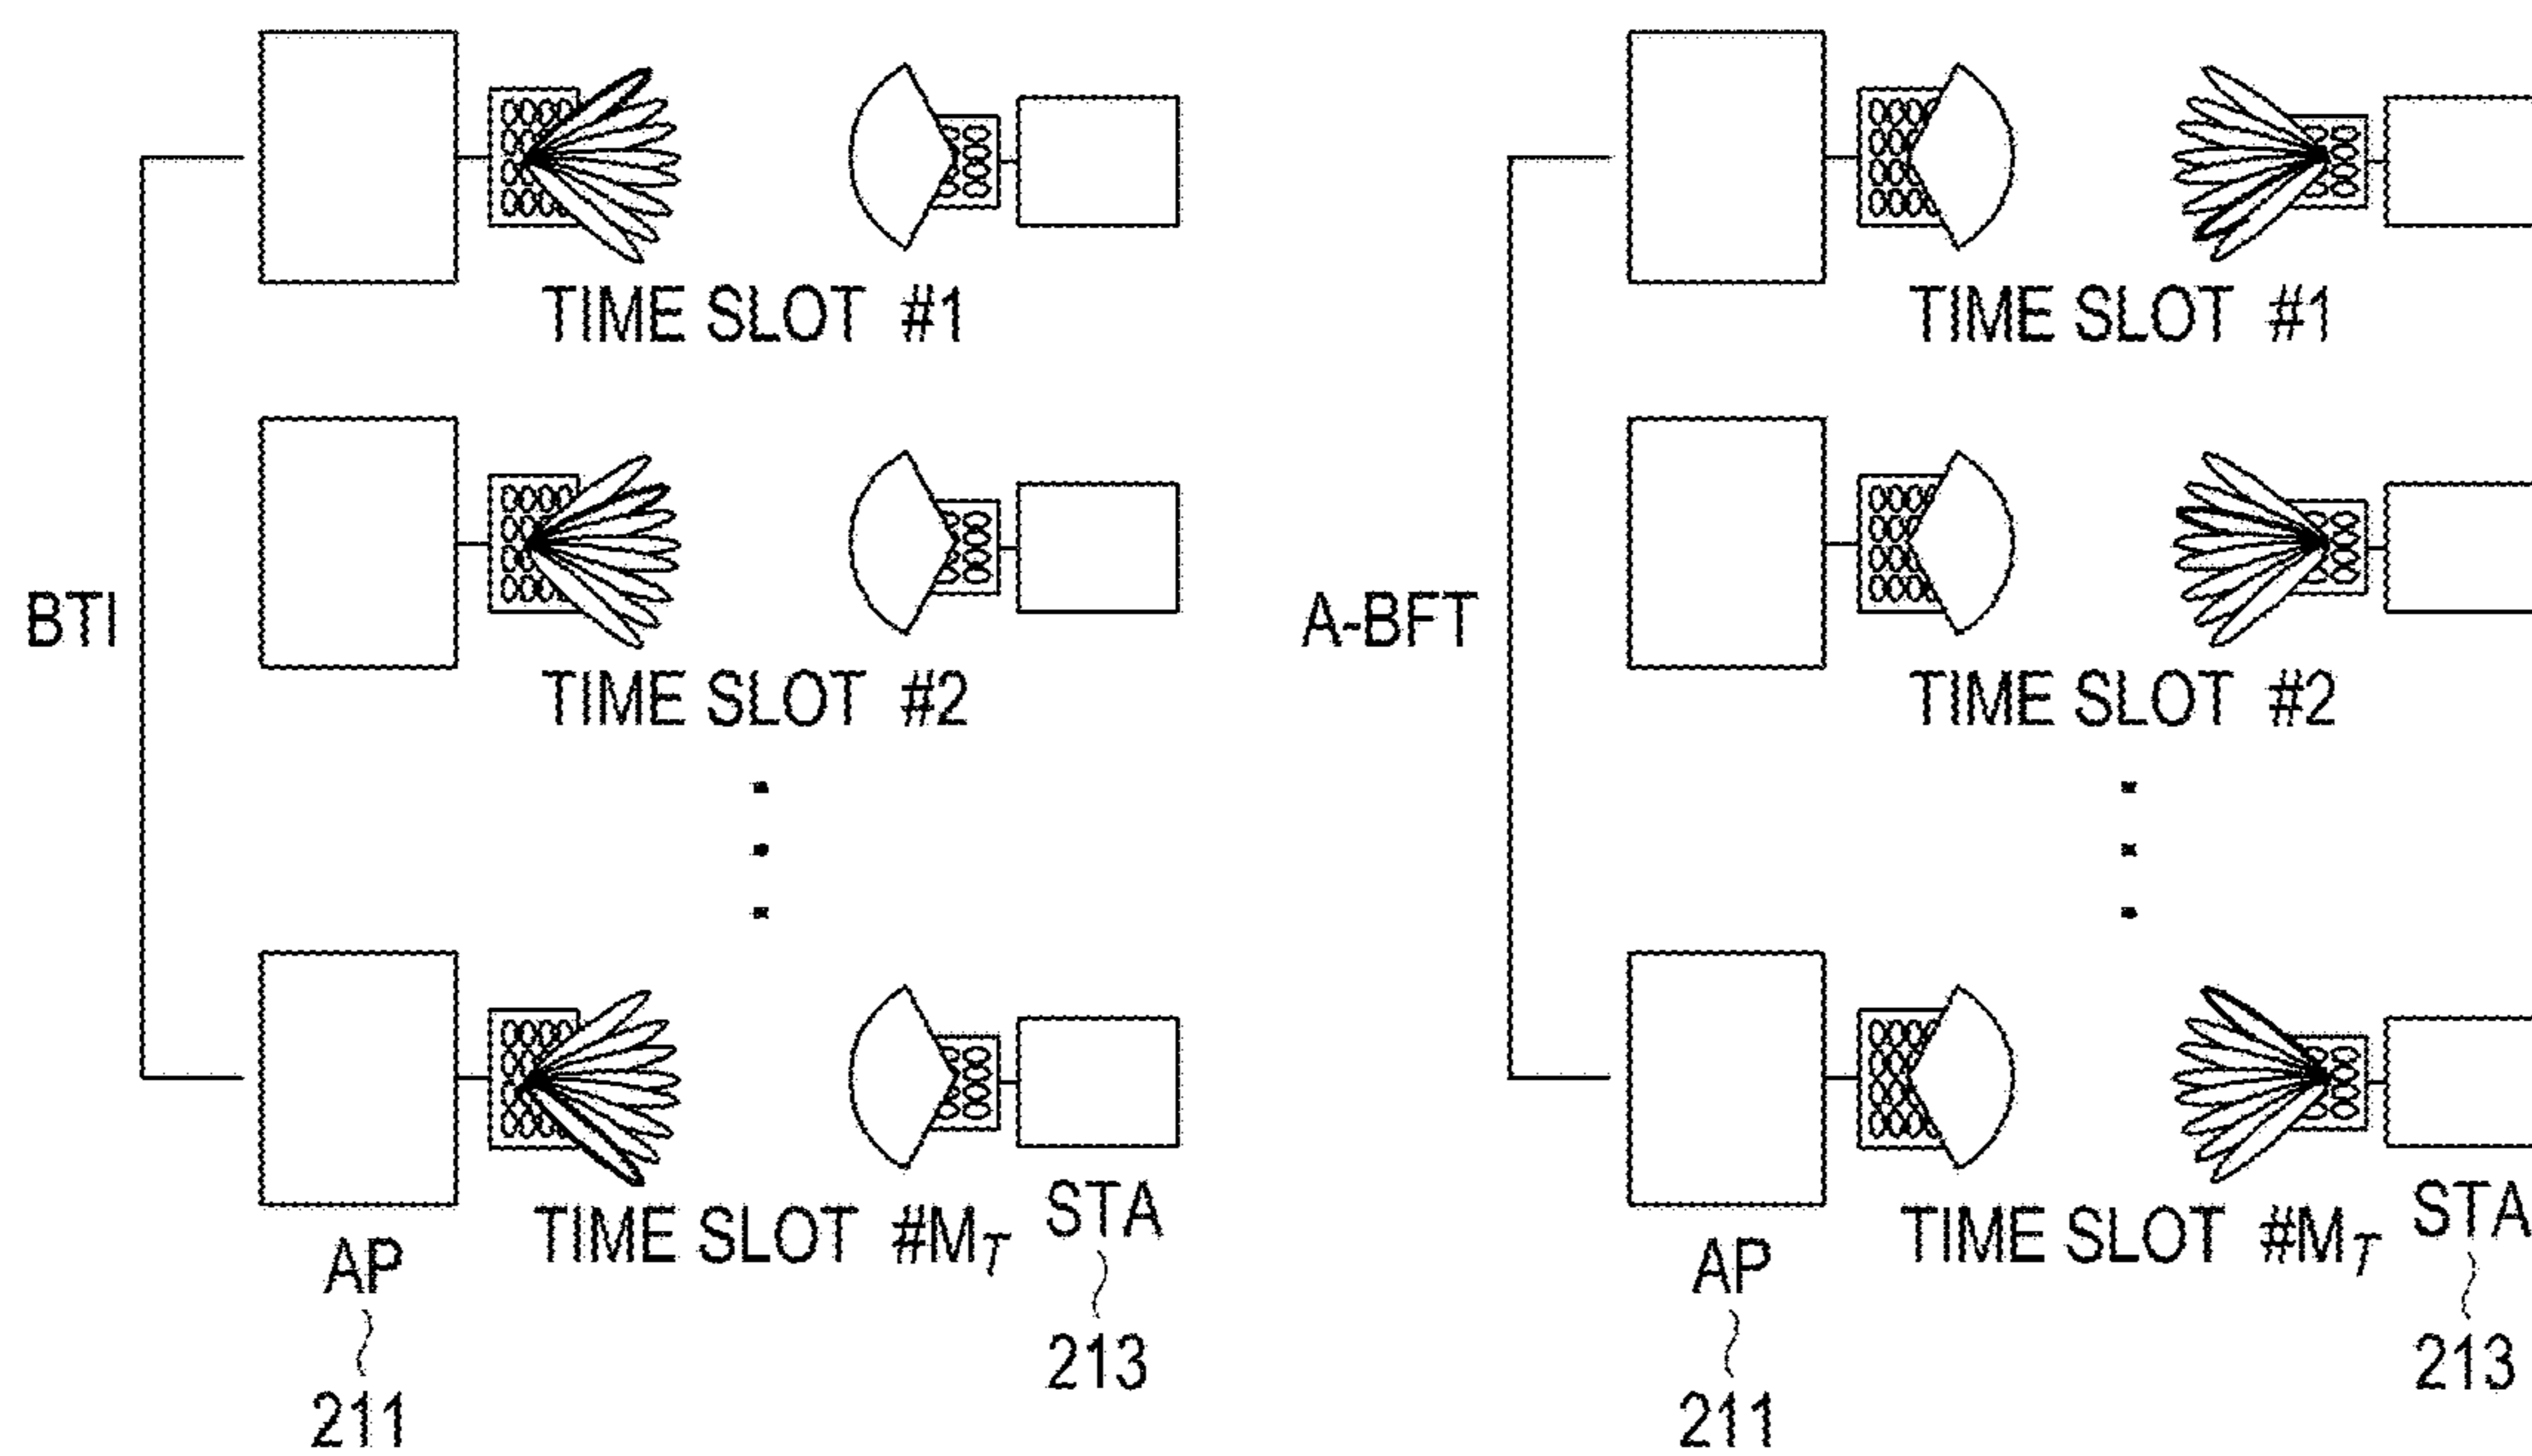 TIME SLOT #1
TIME SLOT #1
BTI
A-BFT
TIME SLOT #2
TIME SLOT #2
TIME SLOT #M_T
STA
TIME SLOT #M_T
STA
AP
AP
213
213
211
211